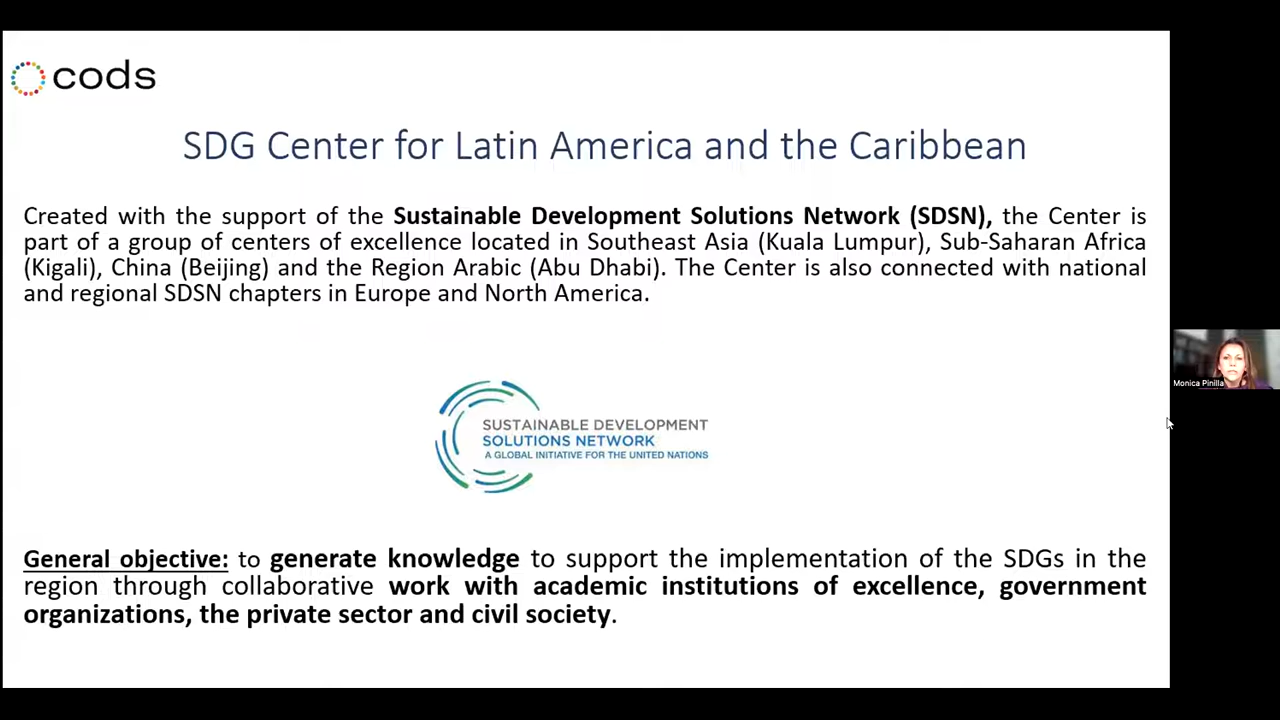 cods
SDG Center for Latin America and the Caribbean
Created with the support of the Sustainable Development Solutions Network (SDSN), the Center is
part of a group of centers of excellence located in Southeast Asia (Kuala Lumpur), Sub-Saharan Africa
(Kigali), China (Beijing) and the Region Arabic (Abu Dhabi). The Center is also connected with national
and regional SDSN chapters in Europe and North America.
Monica Pinilla
SUSTAINABLE DEVELOPMENT
SOLUTIONS NETWORK
A GLOBAL INITIATIVE FOR THE UNITED NATIONS
General objective: to generate knowledge to support the implementation of the SDGs in the
region through collaborative work with academic institutions of excellence, government
organizations, the private sector and civil society.